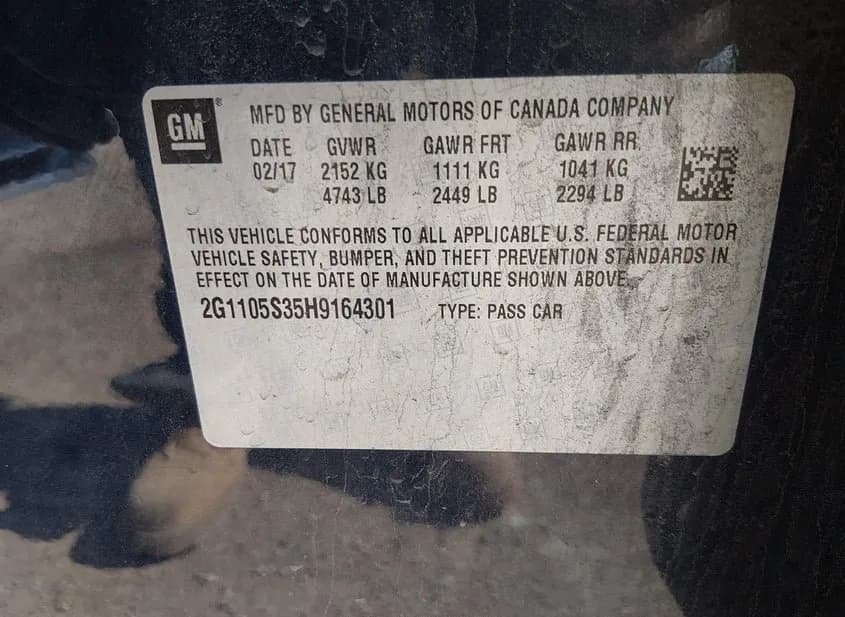 GM
MFD BY GENERAL MOTORS OF CANADA COMPANY
DATE GVWR GAWR FRT GAWR RR
02/17 2152 KG 1111 KG 1041 KG
4743 LB 2449 LB 2294 LB
THIS VEHICLE CONFORMS TO ALL APPLICABLE U.S. FEDERAL MOTOR
VEHICLE SAFETY, BUMPER, AND THEFT PREVENTION STANDARDS IN
EFFECT ON THE DATE OF MANUFACTURE SHOWN ABOVE.
2G1105S35H9164301 TYPE: PASS CAR